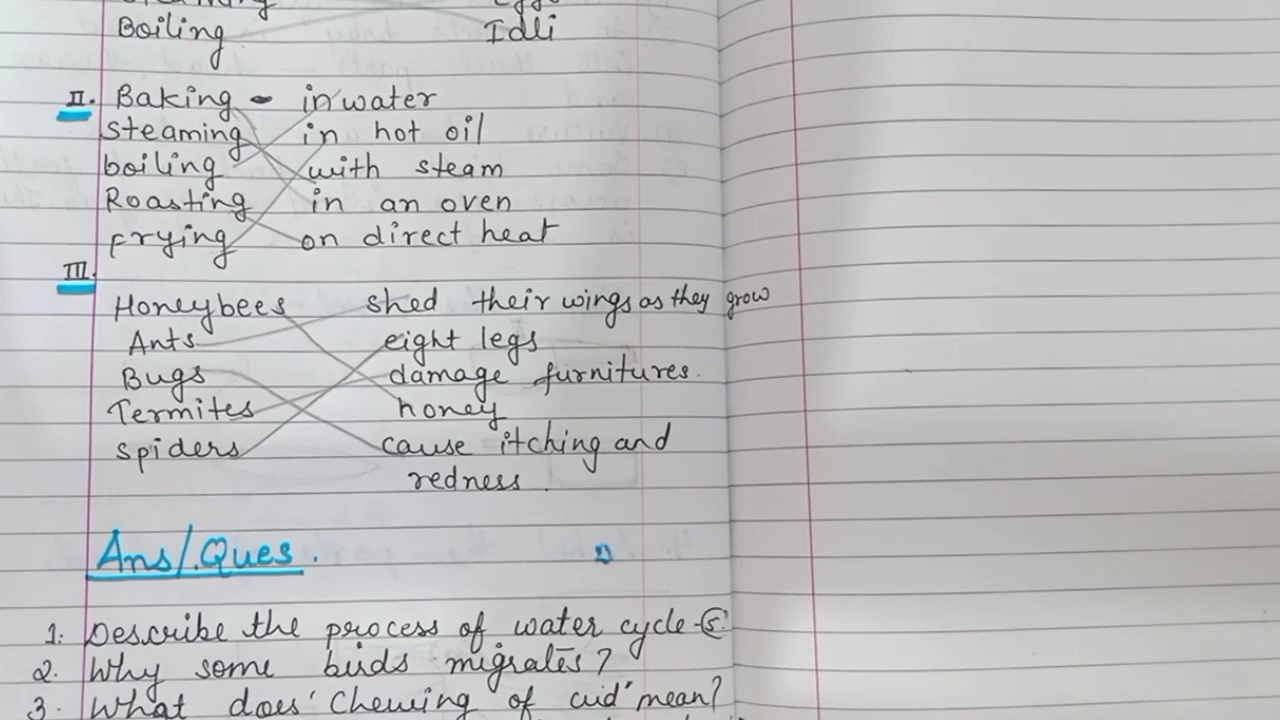 Boiling Idli
II. Baking - in water
steaming in hot oil
boiling with steam
Roasting in an oven
frying on direct heat
III.
Honeybees shed their wings as they grow
Ants eight legs
Bugs damage furnitures.
Termites honey
spiders cause itching and
redness.
Ans/.Ques.
1. Describe the process of water cycle-⑤
2. Why some birds migrates?
3. What does 'Chewing of cud' mean?